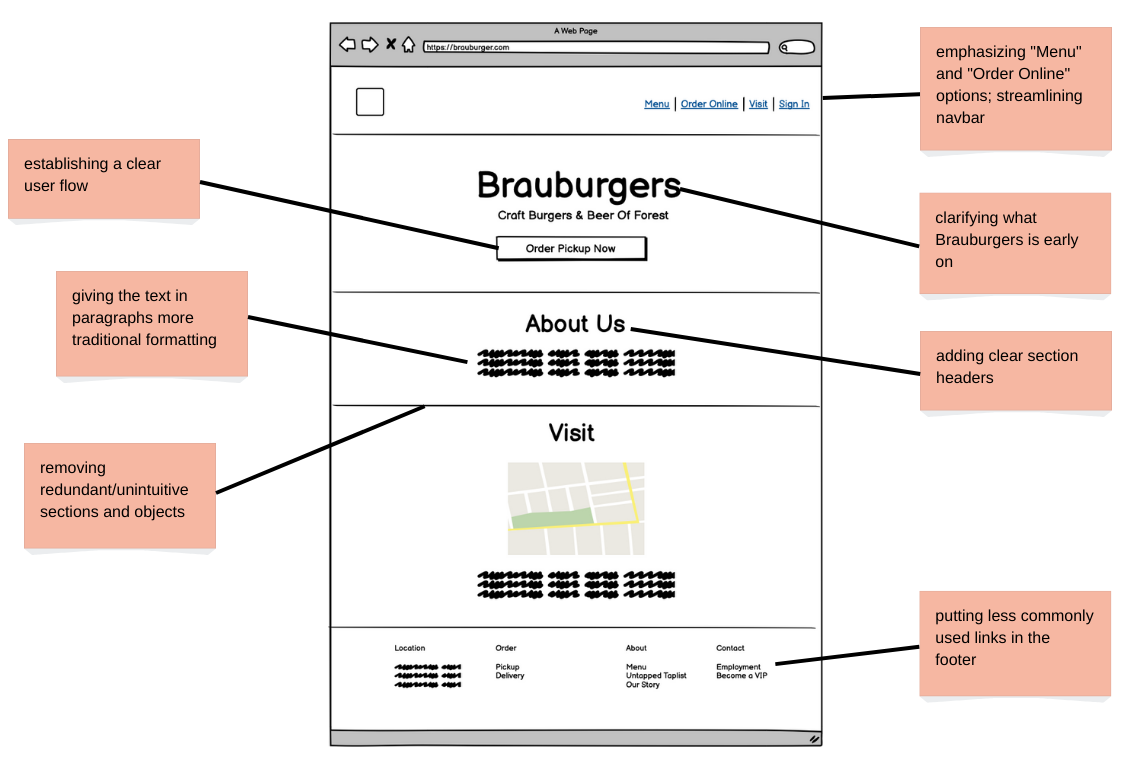 A Web Page
https://brauburger.com
Menu | Order Online | Visit | Sign In
emphasizing "Menu"
and "Order Online"
options; streamlining
navbar
establishing a clear
user flow
Brauburgers
Craft Burgers & Beer Of Forest
Order Pickup Now
clarifying what
Brauburgers is early
on
giving the text in
paragraphs more
traditional formatting
About Us
adding clear section
headers
removing
redundant/unintuitive
sections and objects
Visit
putting less commonly
used links in the
footer
Location
Order
Pickup
Delivery
About
Menu
Untapped Taplist
Our Story
Contact
Employment
Become a VIP